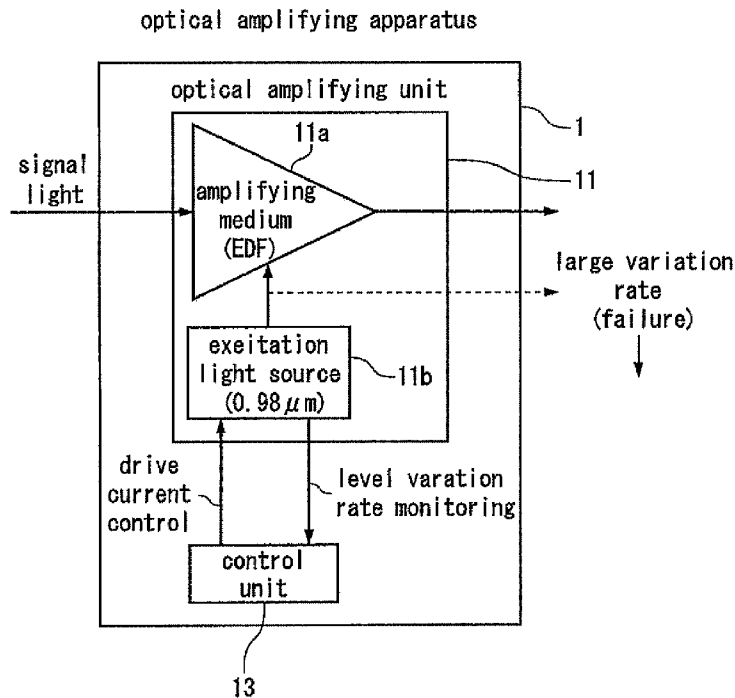 optical amplifying apparatus
optical amplifying unit
1
11a
signal
light
11
amplifying
medium
(EDF)
large variation
rate
(failure)
exeitation
light source
(0.98μm)
11b
drive
current
control
level varation
rate monitoring
control
unit
13